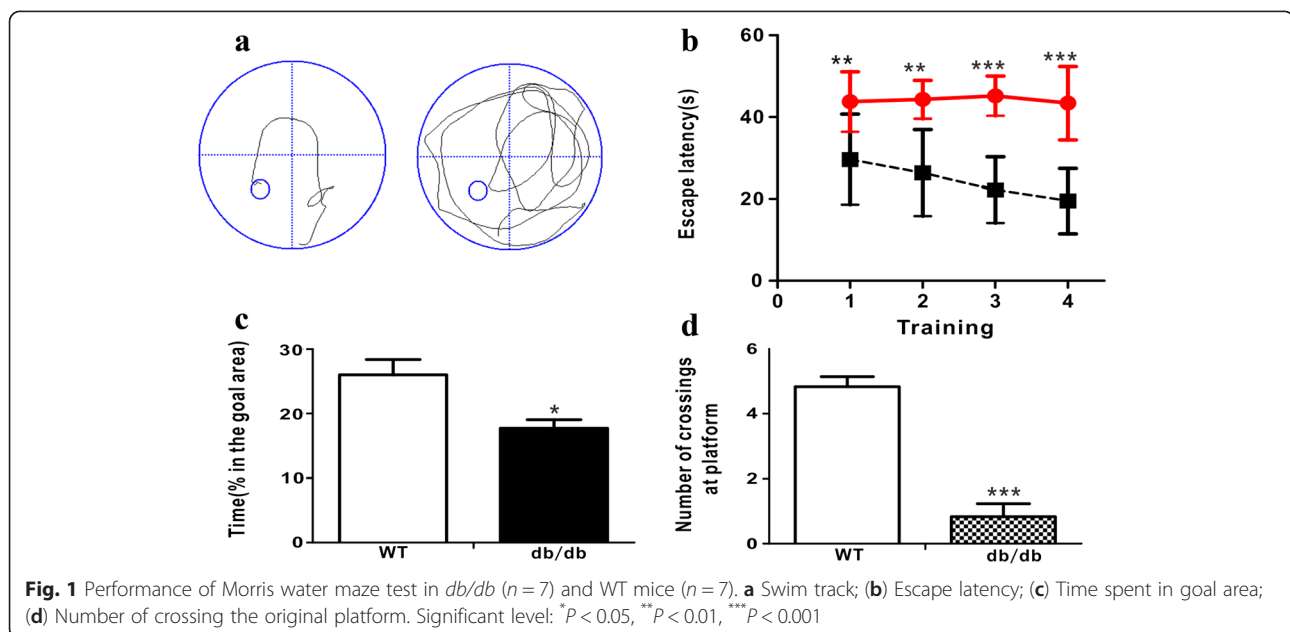 a
b
60
40
20
0
Escape latency(s)
** ** *** ***
0 1 2 3 4
Training
c
30
20
10
0
Time(% in the goal area)
*
WT db/db
d
6
4
2
0
Number of crossings
at platform
***
WT db/db
Fig. 1 Performance of Morris water maze test in db/db (n = 7) and WT mice (n = 7). a Swim track; (b) Escape latency; (c) Time spent in goal area;
(d) Number of crossing the original platform. Significant level: *P < 0.05, **P < 0.01, ***P < 0.001